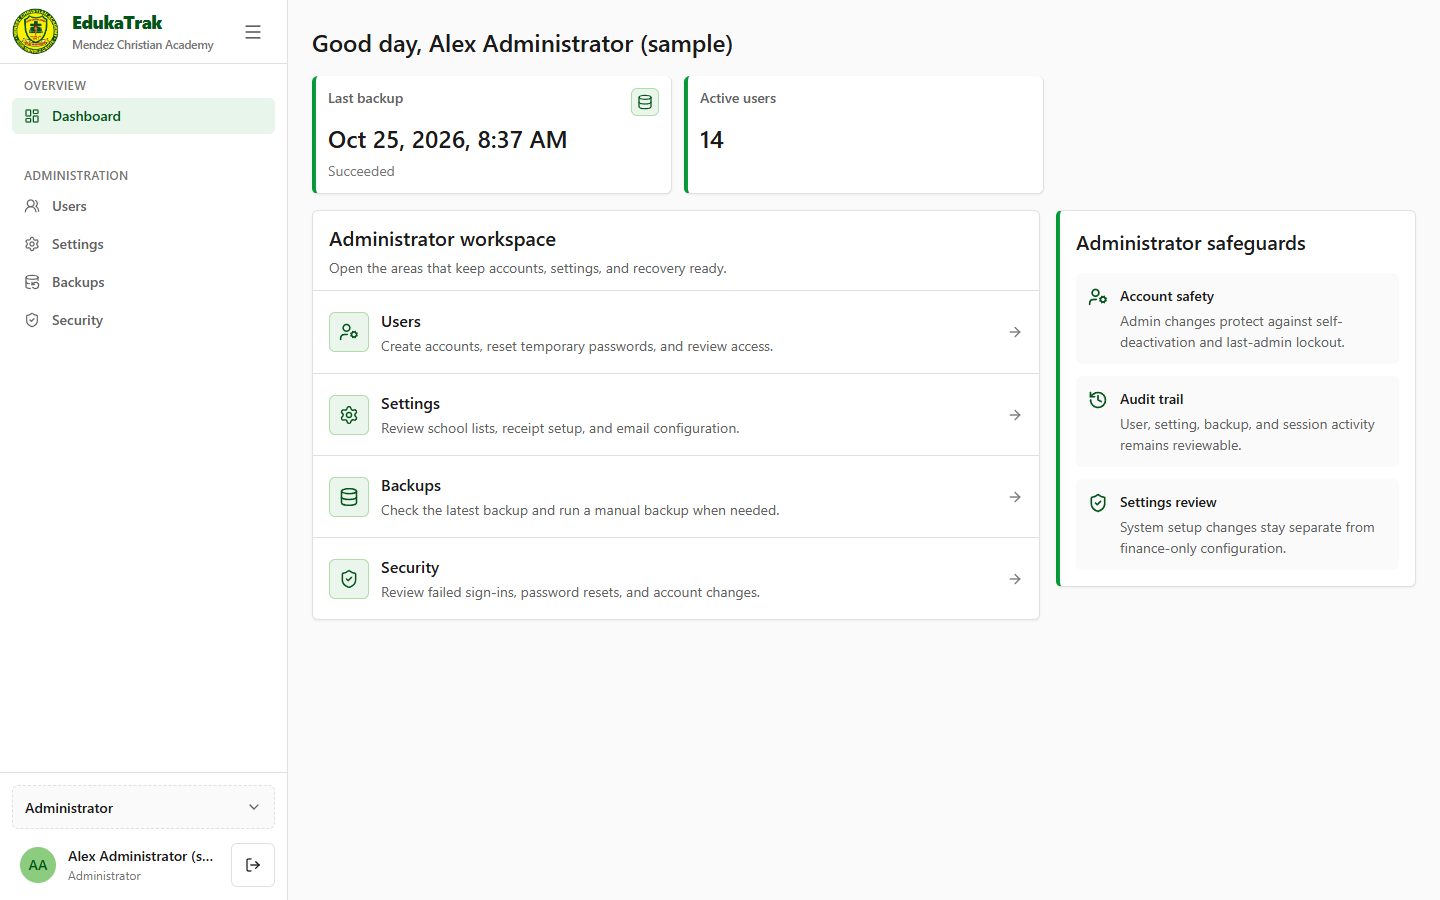 EdukaTrak
Mendez Christian Academy
OVERVIEW
Dashboard
ADMINISTRATION
Users
Settings
Backups
Security
Administrator
AA
Alex Administrator (s...
Administrator
Good day, Alex Administrator (sample)
Last backup
Oct 25, 2026, 8:37 AM
Succeeded
Active users
14
Administrator workspace
Open the areas that keep accounts, settings, and recovery ready.
Users
Create accounts, reset temporary passwords, and review access.
Settings
Review school lists, receipt setup, and email configuration.
Backups
Check the latest backup and run a manual backup when needed.
Security
Review failed sign-ins, password resets, and account changes.
Administrator safeguards
Account safety
Admin changes protect against self-
deactivation and last-admin lockout.
Audit trail
User, setting, backup, and session activity
remains reviewable.
Settings review
System setup changes stay separate from
finance-only configuration.